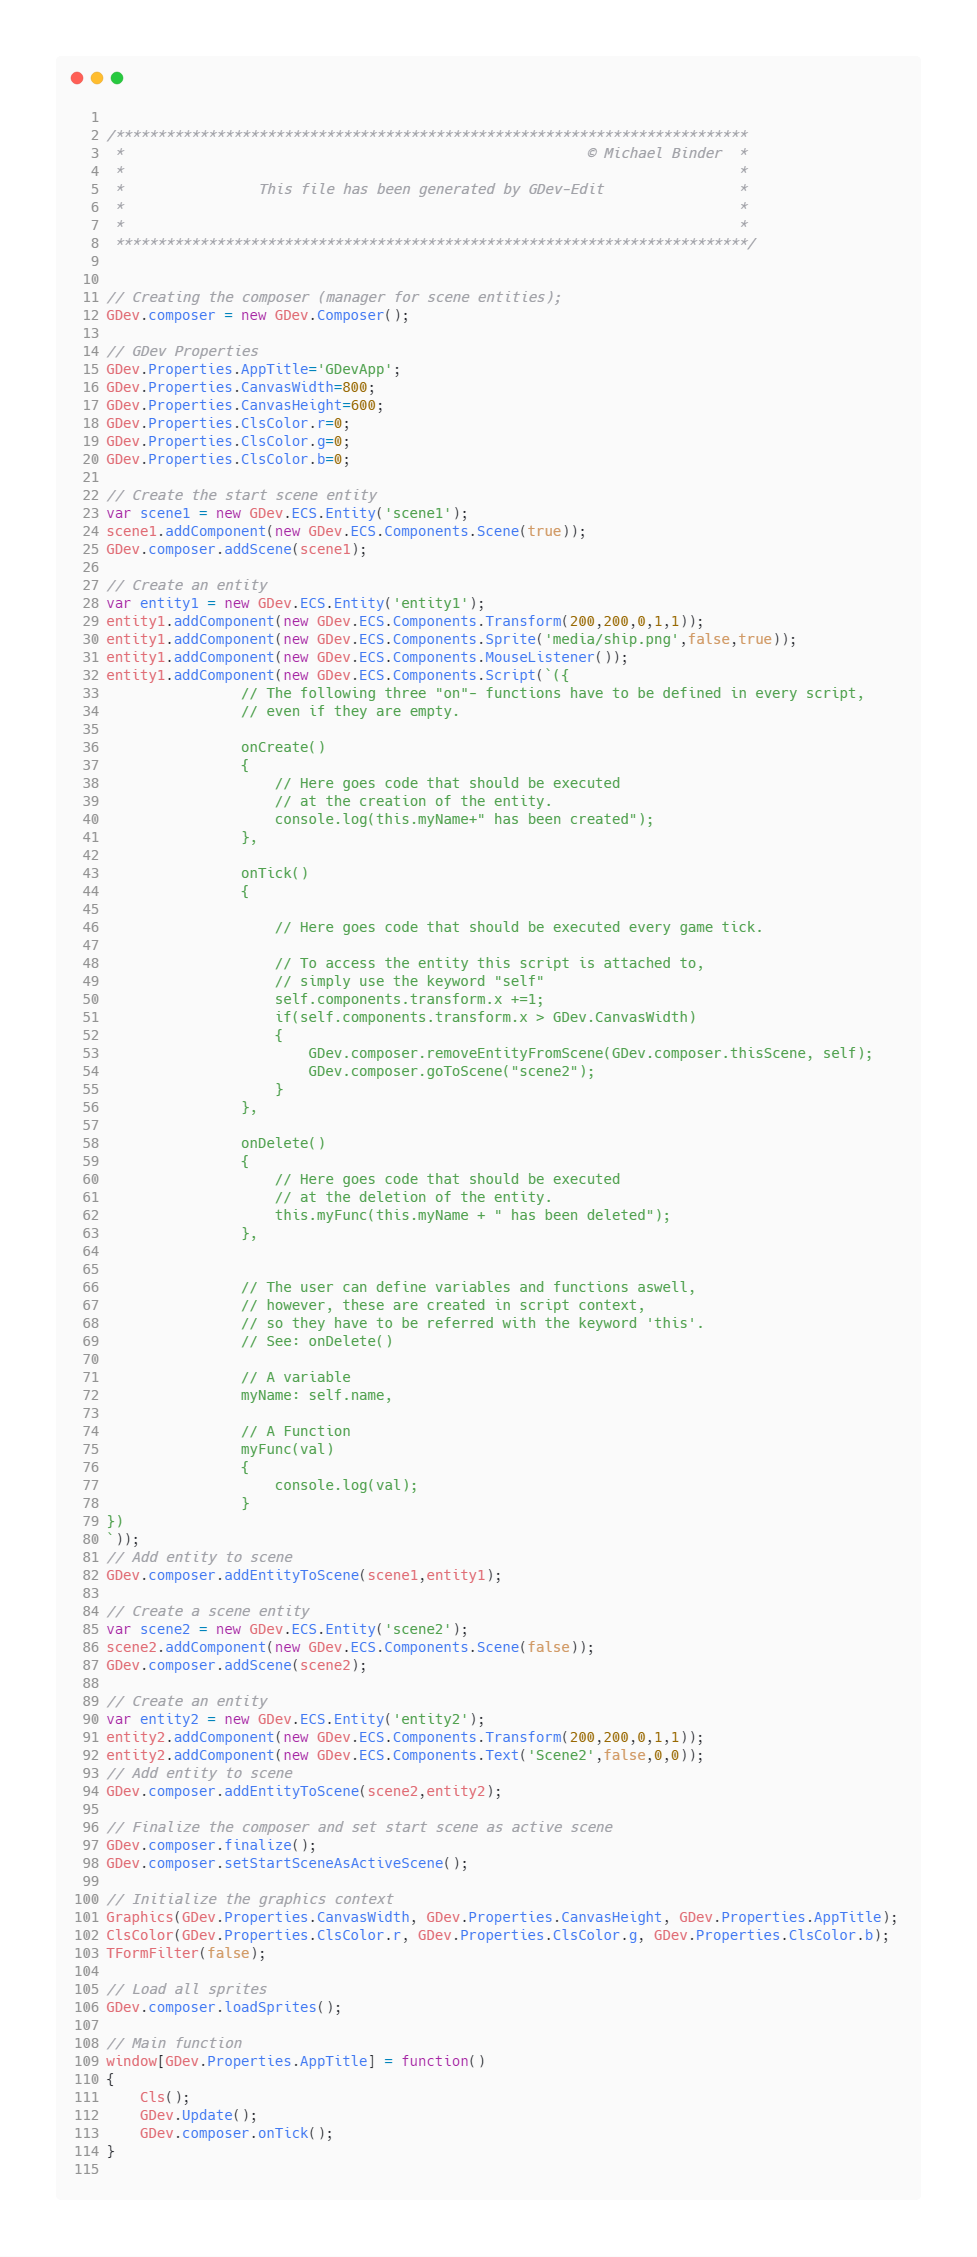 1
2 /***************************************************************************
3  *                                                       © Michael Binder  *
4  *                                                                         *
5  *                This file has been generated by GDev-Edit                *
6  *                                                                         *
7  *                                                                         *
8  ***************************************************************************/
9
10
11 // Creating the composer (manager for scene entities);
12 GDev.composer = new GDev.Composer();
13
14 // GDev Properties
15 GDev.Properties.AppTitle='GDevApp';
16 GDev.Properties.CanvasWidth=800;
17 GDev.Properties.CanvasHeight=600;
18 GDev.Properties.ClsColor.r=0;
19 GDev.Properties.ClsColor.g=0;
20 GDev.Properties.ClsColor.b=0;
21
22 // Create the start scene entity
23 var scene1 = new GDev.ECS.Entity('scene1');
24 scene1.addComponent(new GDev.ECS.Components.Scene(true));
25 GDev.composer.addScene(scene1);
26
27 // Create an entity
28 var entity1 = new GDev.ECS.Entity('entity1');
29 entity1.addComponent(new GDev.ECS.Components.Transform(200,200,0,1,1));
30 entity1.addComponent(new GDev.ECS.Components.Sprite('media/ship.png',false,true));
31 entity1.addComponent(new GDev.ECS.Components.MouseListener());
32 entity1.addComponent(new GDev.ECS.Components.Script(`({
33                 // The following three "on"- functions have to be defined in every script,
34                 // even if they are empty.
35
36                 onCreate()
37                 {
38                     // Here goes code that should be executed
39                     // at the creation of the entity.
40                     console.log(this.myName+" has been created");
41                 },
42
43                 onTick()
44                 {
45
46                     // Here goes code that should be executed every game tick.
47
48                     // To access the entity this script is attached to,
49                     // simply use the keyword "self"
50                     self.components.transform.x +=1;
51                     if(self.components.transform.x > GDev.CanvasWidth)
52                     {
53                         GDev.composer.removeEntityFromScene(GDev.composer.thisScene, self);
54                         GDev.composer.goToScene("scene2");
55                     }
56                 },
57
58                 onDelete()
59                 {
60                     // Here goes code that should be executed
61                     // at the deletion of the entity.
62                     this.myFunc(this.myName + " has been deleted");
63                 },
64
65
66                 // The user can define variables and functions aswell,
67                 // however, these are created in script context,
68                 // so they have to be referred with the keyword 'this'.
69                 // See: onDelete()
70
71                 // A variable
72                 myName: self.name,
73
74                 // A Function
75                 myFunc(val)
76                 {
77                     console.log(val);
78                 }
79 })
80 `));
81 // Add entity to scene
82 GDev.composer.addEntityToScene(scene1,entity1);
83
84 // Create a scene entity
85 var scene2 = new GDev.ECS.Entity('scene2');
86 scene2.addComponent(new GDev.ECS.Components.Scene(false));
87 GDev.composer.addScene(scene2);
88
89 // Create an entity
90 var entity2 = new GDev.ECS.Entity('entity2');
91 entity2.addComponent(new GDev.ECS.Components.Transform(200,200,0,1,1));
92 entity2.addComponent(new GDev.ECS.Components.Text('Scene2',false,0,0));
93 // Add entity to scene
94 GDev.composer.addEntityToScene(scene2,entity2);
95
96 // Finalize the composer and set start scene as active scene
97 GDev.composer.finalize();
98 GDev.composer.setStartSceneAsActiveScene();
99
100 // Initialize the graphics context
101 Graphics(GDev.Properties.CanvasWidth, GDev.Properties.CanvasHeight, GDev.Properties.AppTitle);
102 ClsColor(GDev.Properties.ClsColor.r, GDev.Properties.ClsColor.g, GDev.Properties.ClsColor.b);
103 TFormFilter(false);
104
105 // Load all sprites
106 GDev.composer.loadSprites();
107
108 // Main function
109 window[GDev.Properties.AppTitle] = function()
110 {
111     Cls();
112     GDev.Update();
113     GDev.composer.onTick();
114 }
115